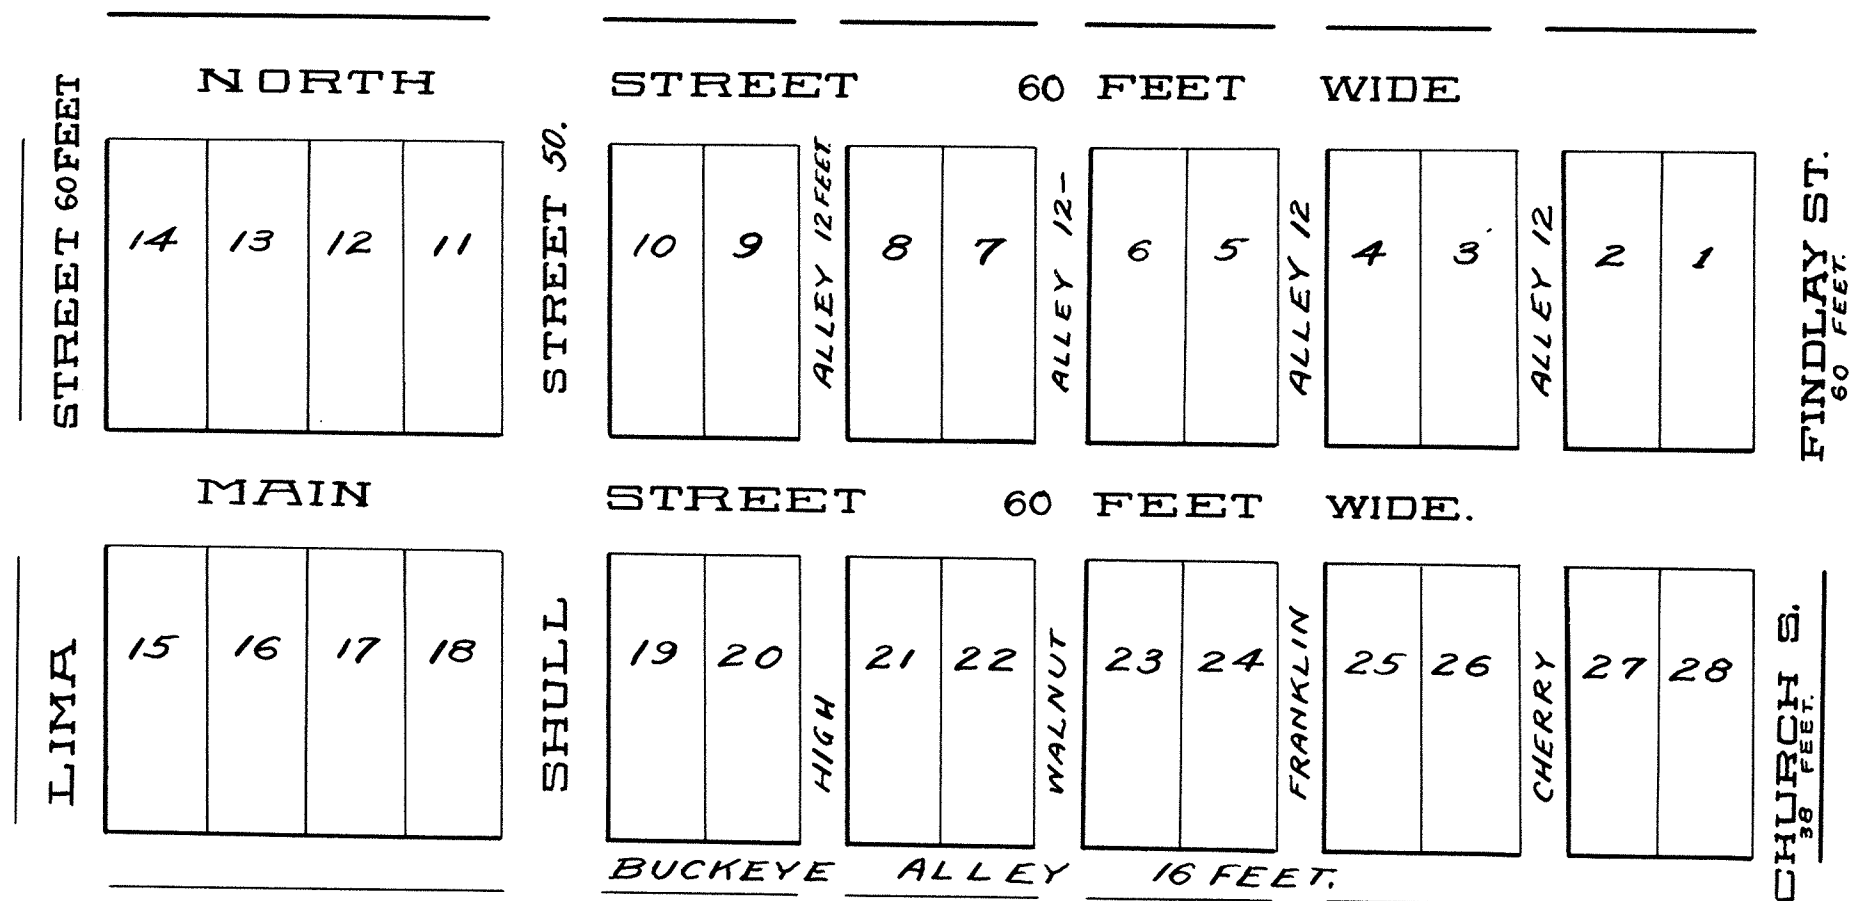 NORTH STREET 60 FEET WIDE
STREET 60 FEET
STREET 50.
ALLEY 12 FEET.
ALLEY 12-
ALLEY 12
ALLEY 12
FINDLAY ST.
60 FEET.
14 13 12 11 10 9 8 7 6 5 4 3 2 1
MAIN STREET 60 FEET WIDE.
LIMA
SHULL
HIGH
WALNUT
FRANKLIN
CHERRY
CHURCH S.
38 FEET.
15 16 17 18 19 20 21 22 23 24 25 26 27 28
BUCKEYE ALLEY 16 FEET.